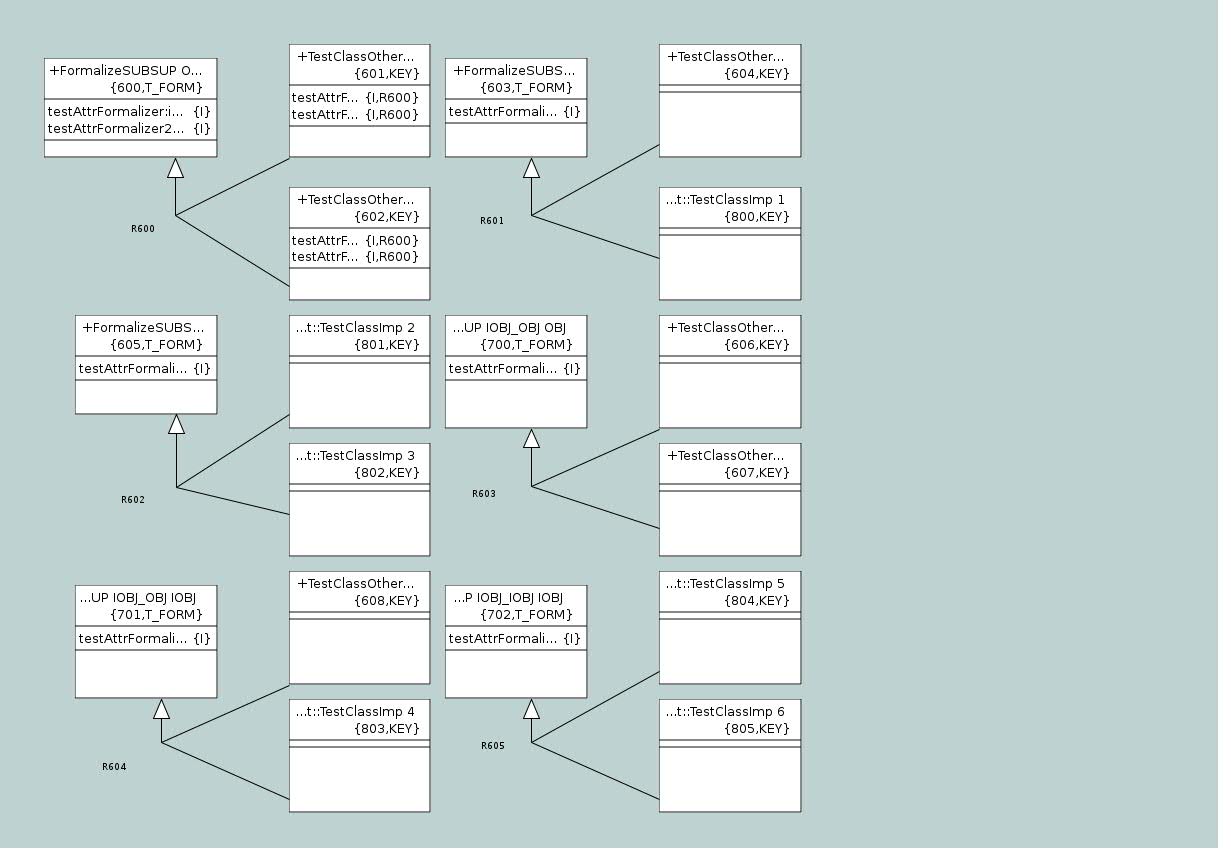 +FormalizeSUBSUP O...
{600,T_FORM}
testAttrFormalizer:i... {I}
testAttrFormalizer2... {I}
+TestClassOther...
{601,KEY}
testAttrF... {I,R600}
testAttrF... {I,R600}
+TestClassOther...
{602,KEY}
testAttrF... {I,R600}
testAttrF... {I,R600}
R600
+FormalizeSUBS...
{603,T_FORM}
testAttrFormali... {I}
+TestClassOther...
{604,KEY}
...t::TestClassImp 1
{800,KEY}
R601
+FormalizeSUBS...
{605,T_FORM}
testAttrFormali... {I}
...t::TestClassImp 2
{801,KEY}
...t::TestClassImp 3
{802,KEY}
R602
...UP IOBJ_OBJ OBJ
{700,T_FORM}
testAttrFormali... {I}
+TestClassOther...
{606,KEY}
+TestClassOther...
{607,KEY}
R603
...UP IOBJ_OBJ IOBJ
{701,T_FORM}
testAttrFormali... {I}
+TestClassOther...
{608,KEY}
...t::TestClassImp 4
{803,KEY}
R604
...P IOBJ_IOBJ IOBJ
{702,T_FORM}
testAttrFormali... {I}
...t::TestClassImp 5
{804,KEY}
...t::TestClassImp 6
{805,KEY}
R605